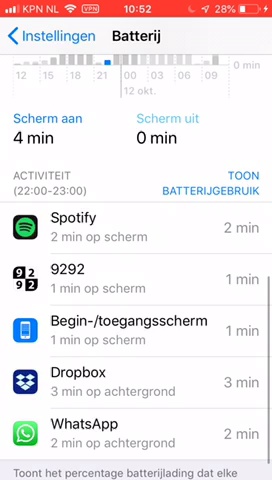 KPN NL VPN 10:52 28%
Instellingen Batterij
0 min
12 15 18 21 00 03 06 09
12 okt.
Scherm aan Scherm uit
4 min 0 min
ACTIVITEIT TOON
(22:00-23:00) BATTERIJGEBRUIK
Spotify
2 min op scherm 2 min
9292
9292
1 min op scherm 1 min
Begin-/toegangsscherm
1 min op scherm 1 min
Dropbox
3 min op achtergrond 3 min
WhatsApp
2 min op achtergrond 2 min
Toont het percentage batterijlading dat elke